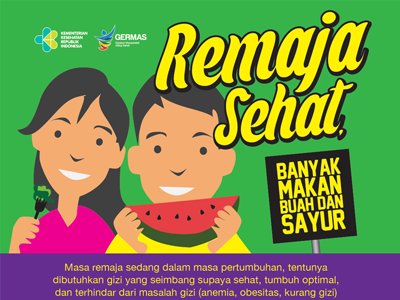 KEMENTERIAN
KESEHATAN
REPUBLIK
INDONESIA
GERMAS
Remaja
Sehat,
BANYAK
MAKAN
BUAH DAN
SAYUR
Masa remaja sedang dalam masa pertumbuhan, tentunya
dibutuhkan gizi yang seimbang supaya sehat, tumbuh optimal,
dan terhindar dari masalah gizi (anemia, obesitas, kurang gizi)